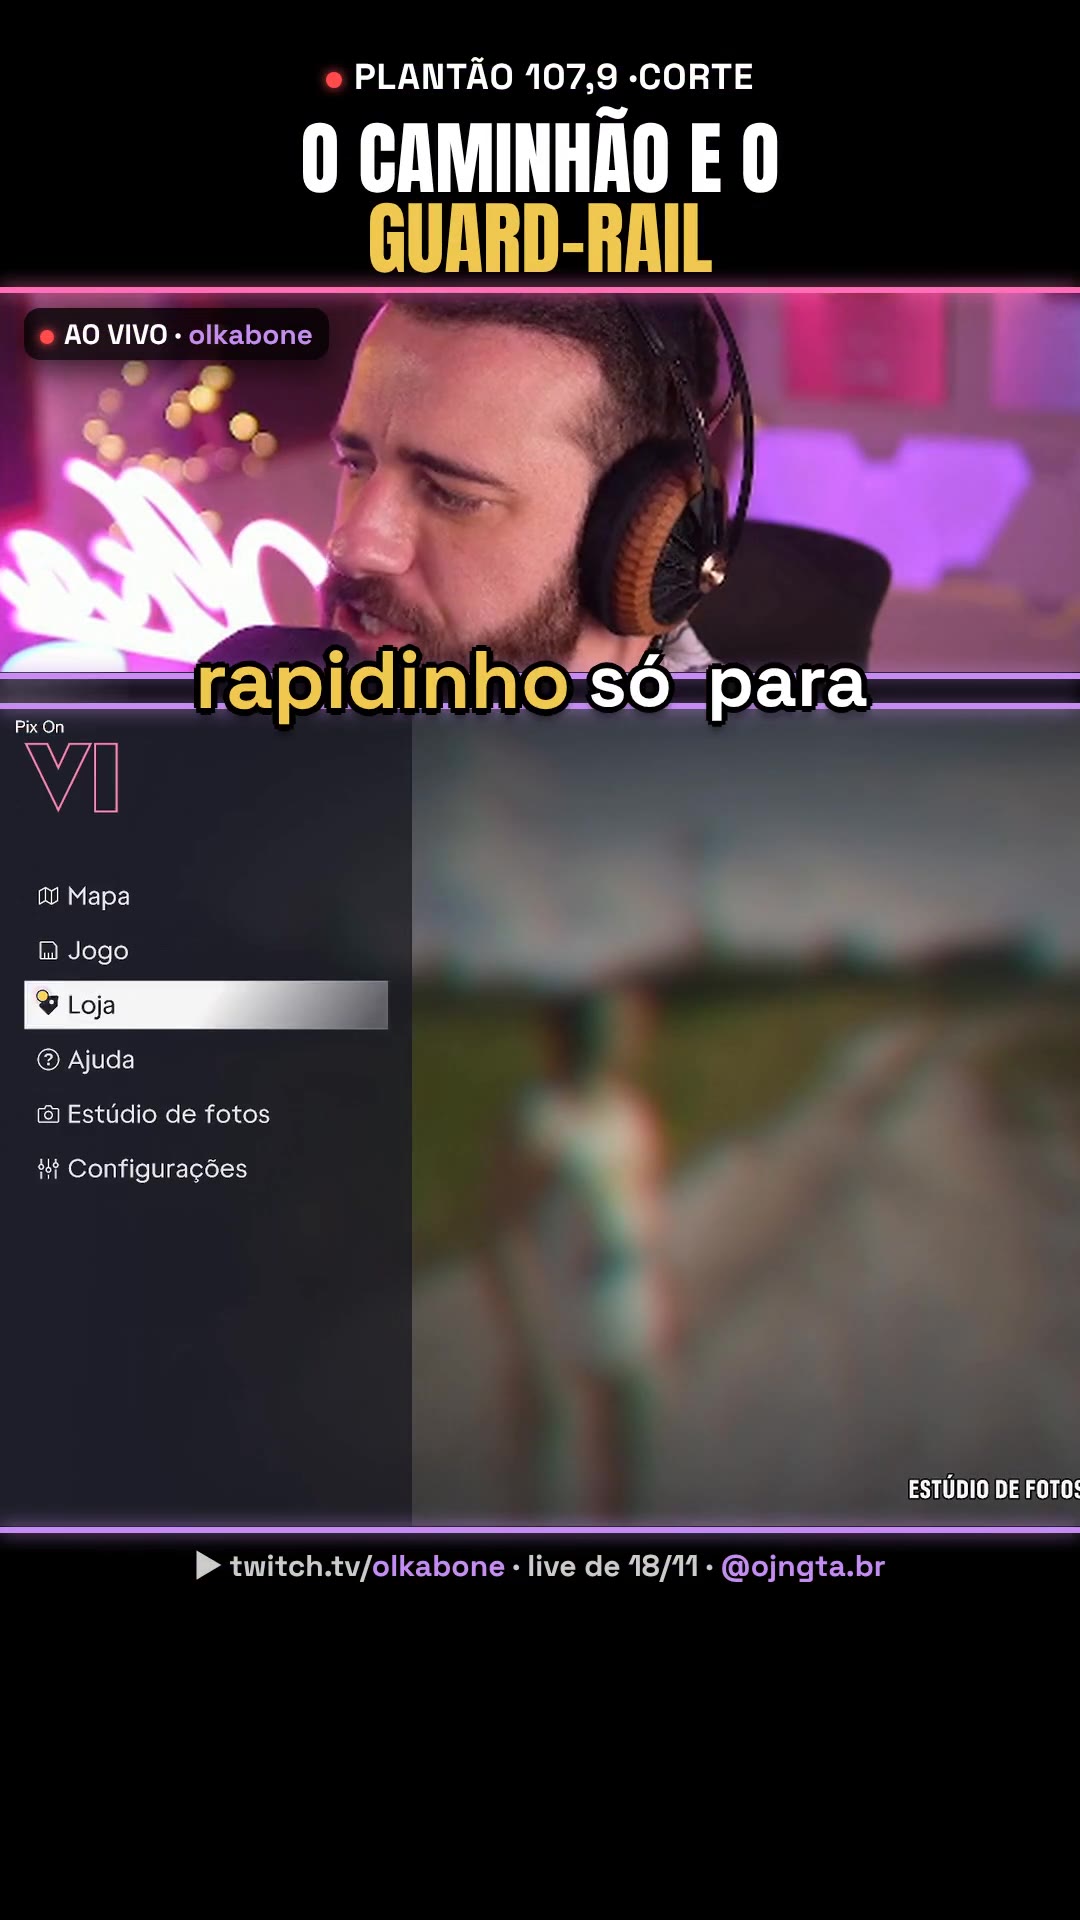 PLANTÃO 107,9 ·CORTE
O CAMINHÃO E O
GUARD-RAIL
AO VIVO · olkabone
rapidinho só para
Pix On
VI
Mapa
Jogo
Loja
Ajuda
Estúdio de fotos
Configurações
ESTÚDIO DE FOTOS
▶ twitch.tv/olkabone · live de 18/11 · @ojngta.br